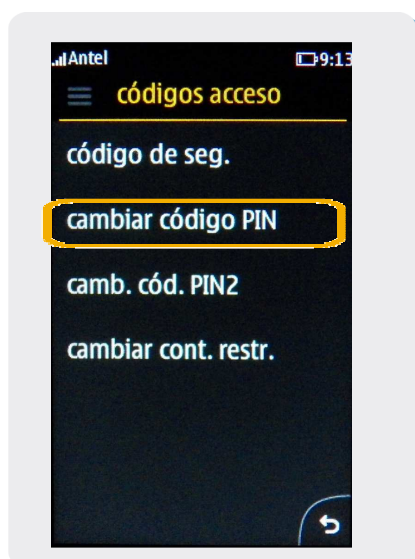 Antel 9:13
códigos acceso
código de seg.
cambiar código PIN
camb. cód. PIN2
cambiar cont. restr.